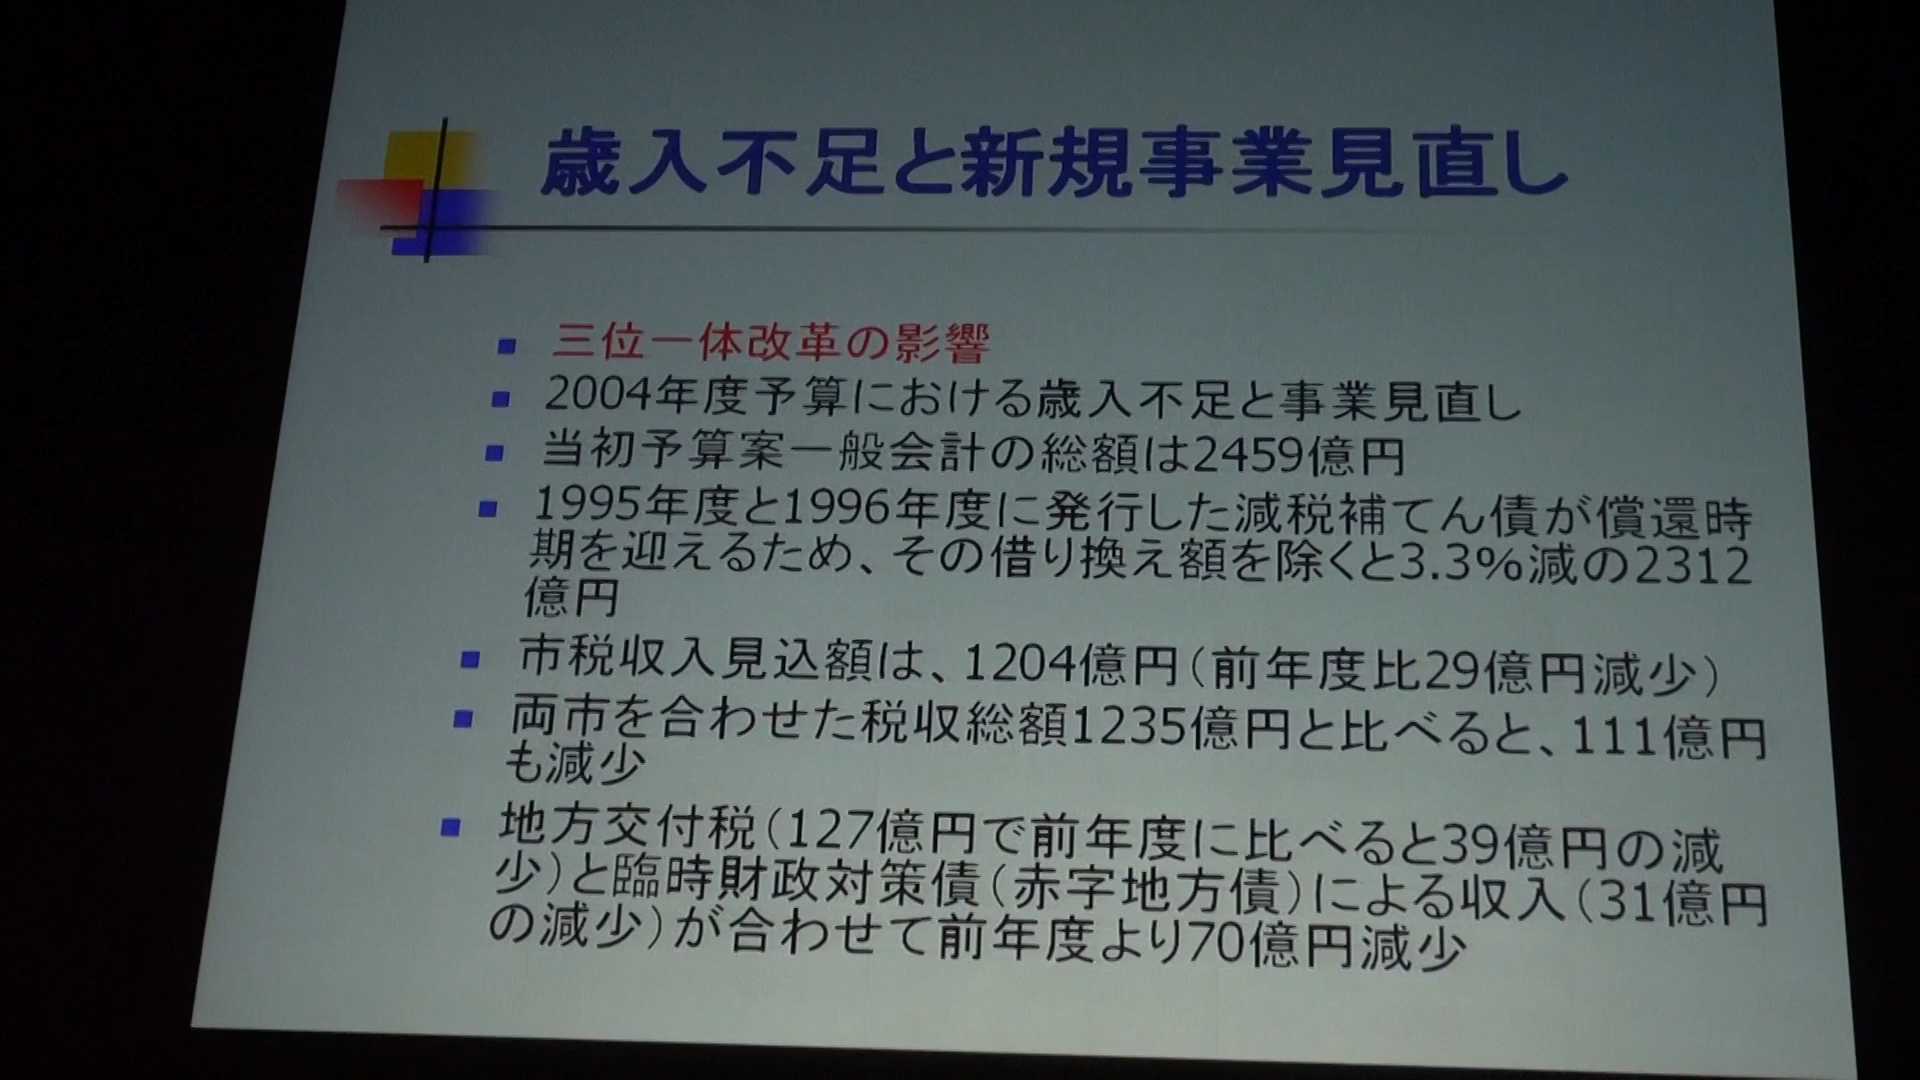 歳入不足と新規事業見直し
三位一体改革の影響
2004年度予算における歳入不足と事業見直し
当初予算案一般会計の総額は2459億円
1995年度と1996年度に発行した減税補てん債が償還時
期を迎えるため、その借り換え額を除くと3.3%減の2312
億円
市税収入見込額は、1204億円(前年度比29億円減少)
両市を合わせた税収総額1235億円と比べると、111億円
も減少
地方交付税(127億円で前年度に比べると39億円の減
少)と臨時財政対策債(赤字地方債)による収入(31億円
の減少)が合わせて前年度より70億円減少